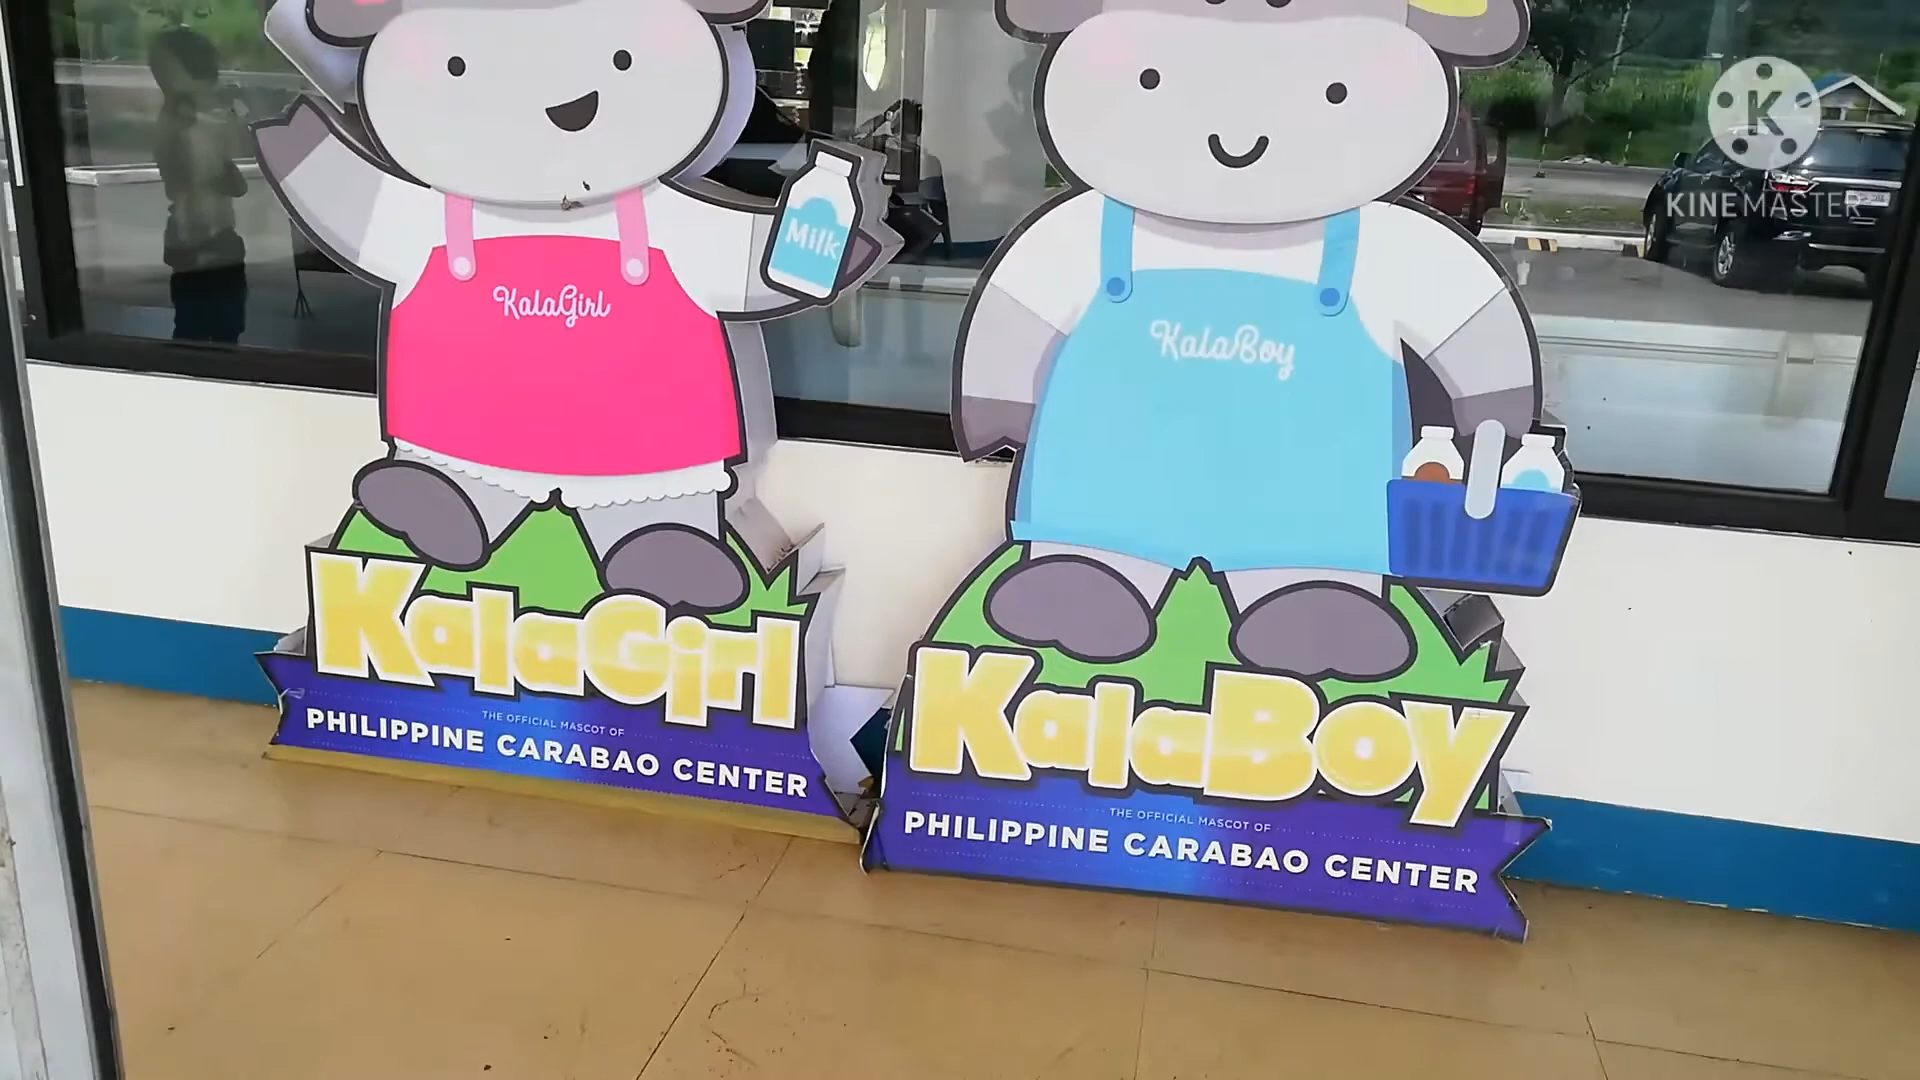 KINEMASTER
Milk
KalaGirl
KalaBoy
KalaGirl
THE OFFICIAL MASCOT OF
PHILIPPINE CARABAO CENTER
KalaBoy
THE OFFICIAL MASCOT OF
PHILIPPINE CARABAO CENTER